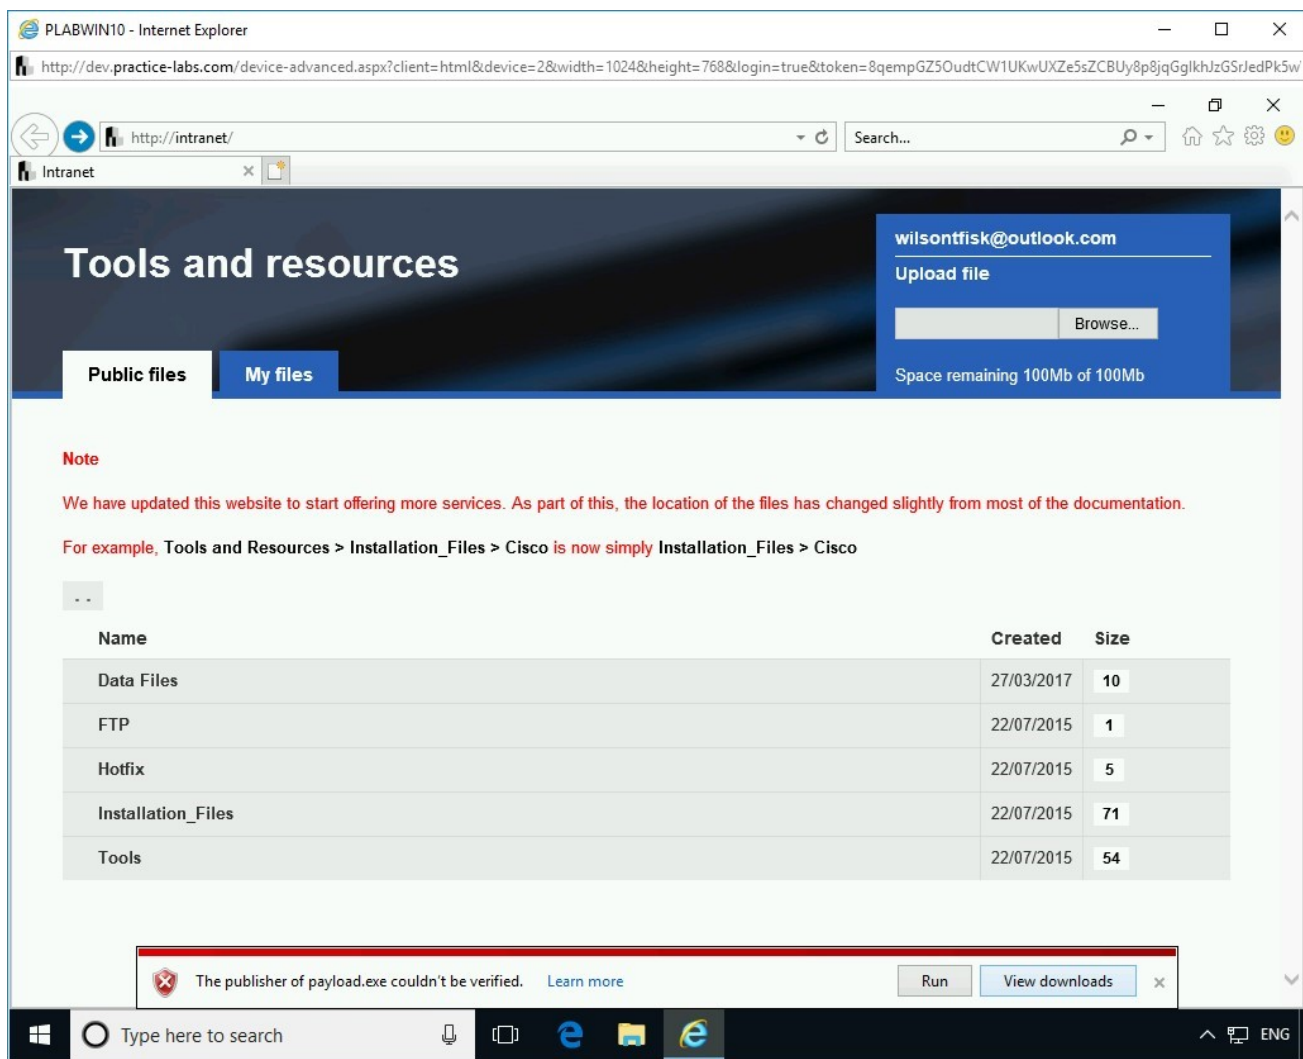 PLABWIN10 - Internet Explorer
http://dev.practice-labs.com/device-advanced.aspx?client=html&device=2&width=1024&height=768&login=true&token=8qempGZ5OudtCW1UKwUXZe5sZCBUy8p8jqGglkhJzGSrJedPk5w
http://intranet/
Search...
Intranet
Tools and resources
wilsontfisk@outlook.com
Upload file
Browse...
Public files My files
Space remaining 100Mb of 100Mb
Note
We have updated this website to start offering more services. As part of this, the location of the files has changed slightly from most of the documentation.
For example, Tools and Resources > Installation_Files > Cisco is now simply Installation_Files > Cisco
. .
Name Created Size
Data Files 27/03/2017 10
FTP 22/07/2015 1
Hotfix 22/07/2015 5
Installation_Files 22/07/2015 71
Tools 22/07/2015 54
The publisher of payload.exe couldn't be verified. Learn more Run View downloads
Type here to search ENG